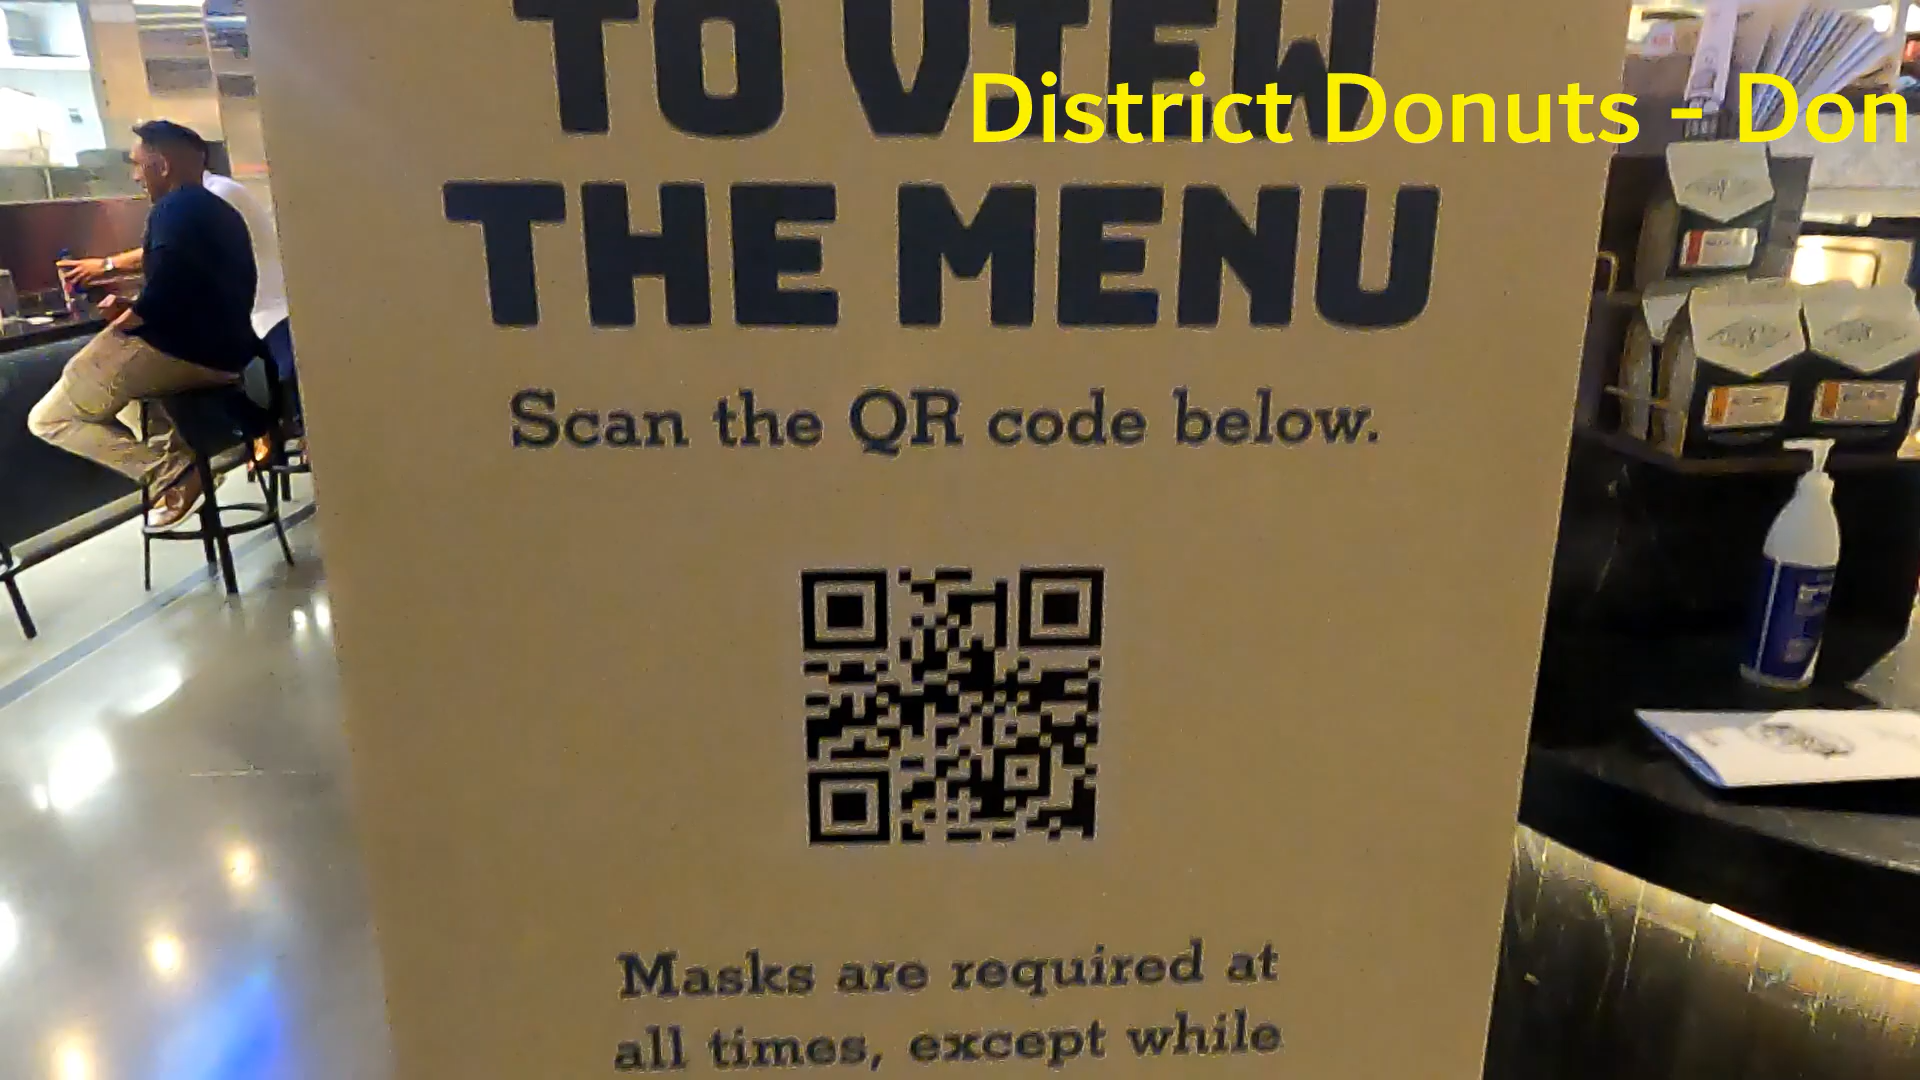 TO VIEW
District Donuts - Don
THE MENU
Scan the QR code below.
Masks are required at
all times, except while